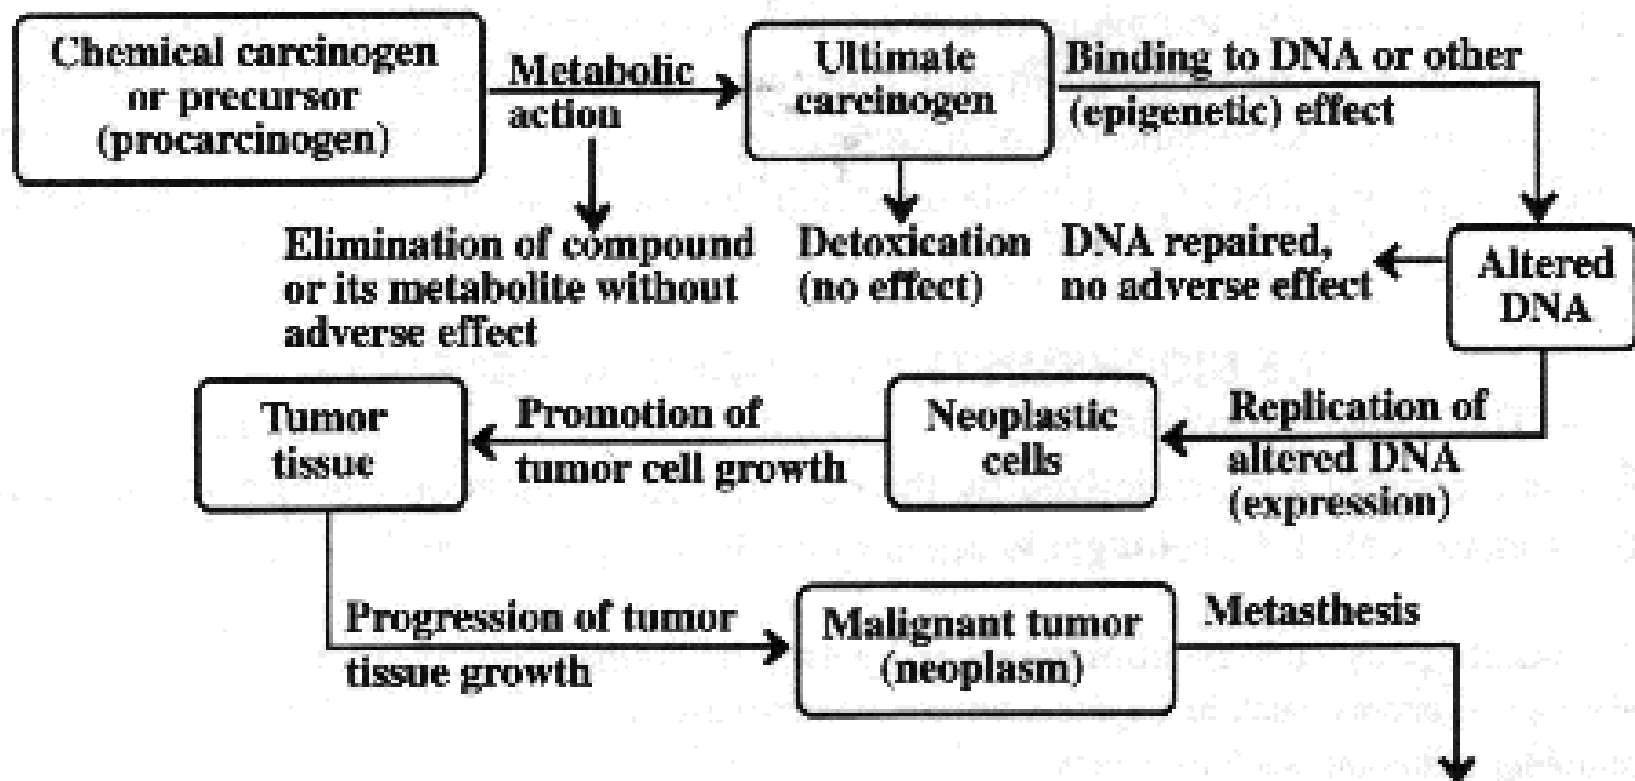 Chemical carcinogen
or precursor
(procarcinogen)
Metabolic
action
Ultimate
carcinogen
Binding to DNA or other
(epigenetic) effect
Elimination of compound
or its metabolite without
adverse effect
Detoxication
(no effect)
DNA repaired,
no adverse effect
Altered
DNA
Tumor
tissue
Promotion of
tumor cell growth
Neoplastic
cells
Replication of
altered DNA
(expression)
Progression of tumor
tissue growth
Malignant tumor
(neoplasm)
Metasthesis